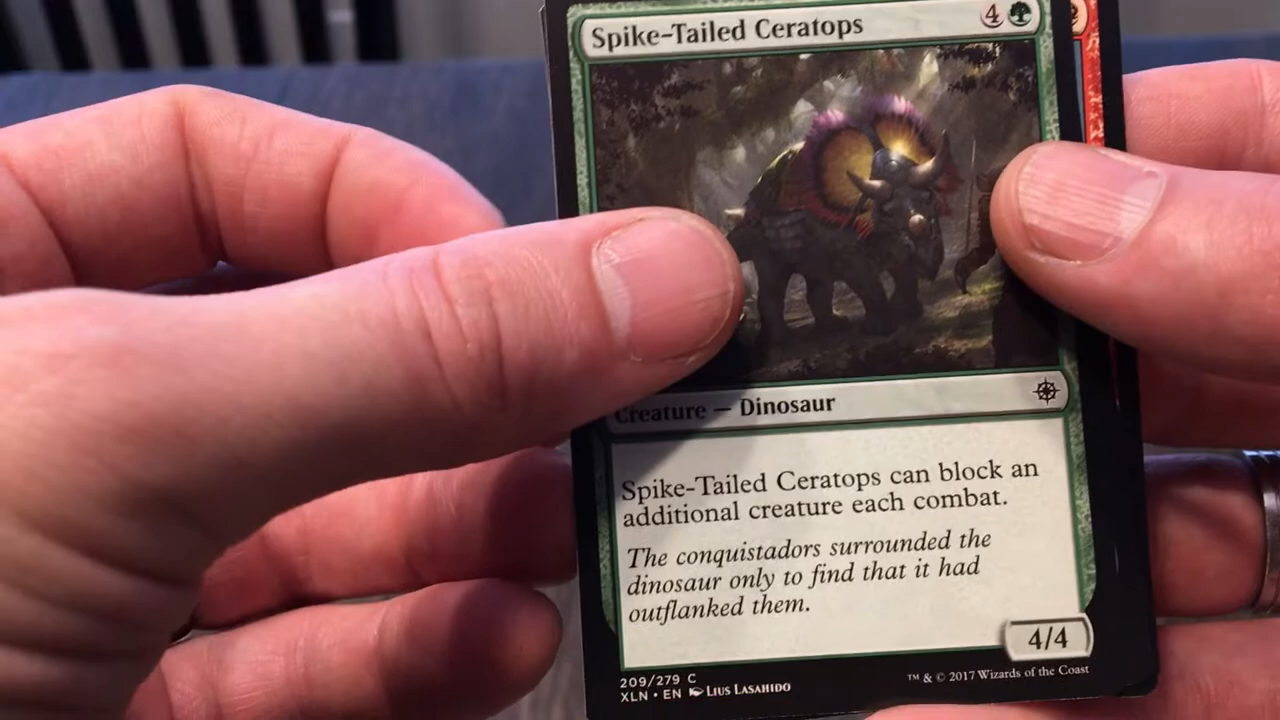 Spike-Tailed Ceratops 4
Creature — Dinosaur
Spike-Tailed Ceratops can block an
additional creature each combat.
The conquistadors surrounded the
dinosaur only to find that it had
outflanked them.
4/4
209/279 C
XLN • EN Lius Lasahido
™ & © 2017 Wizards of the Coast